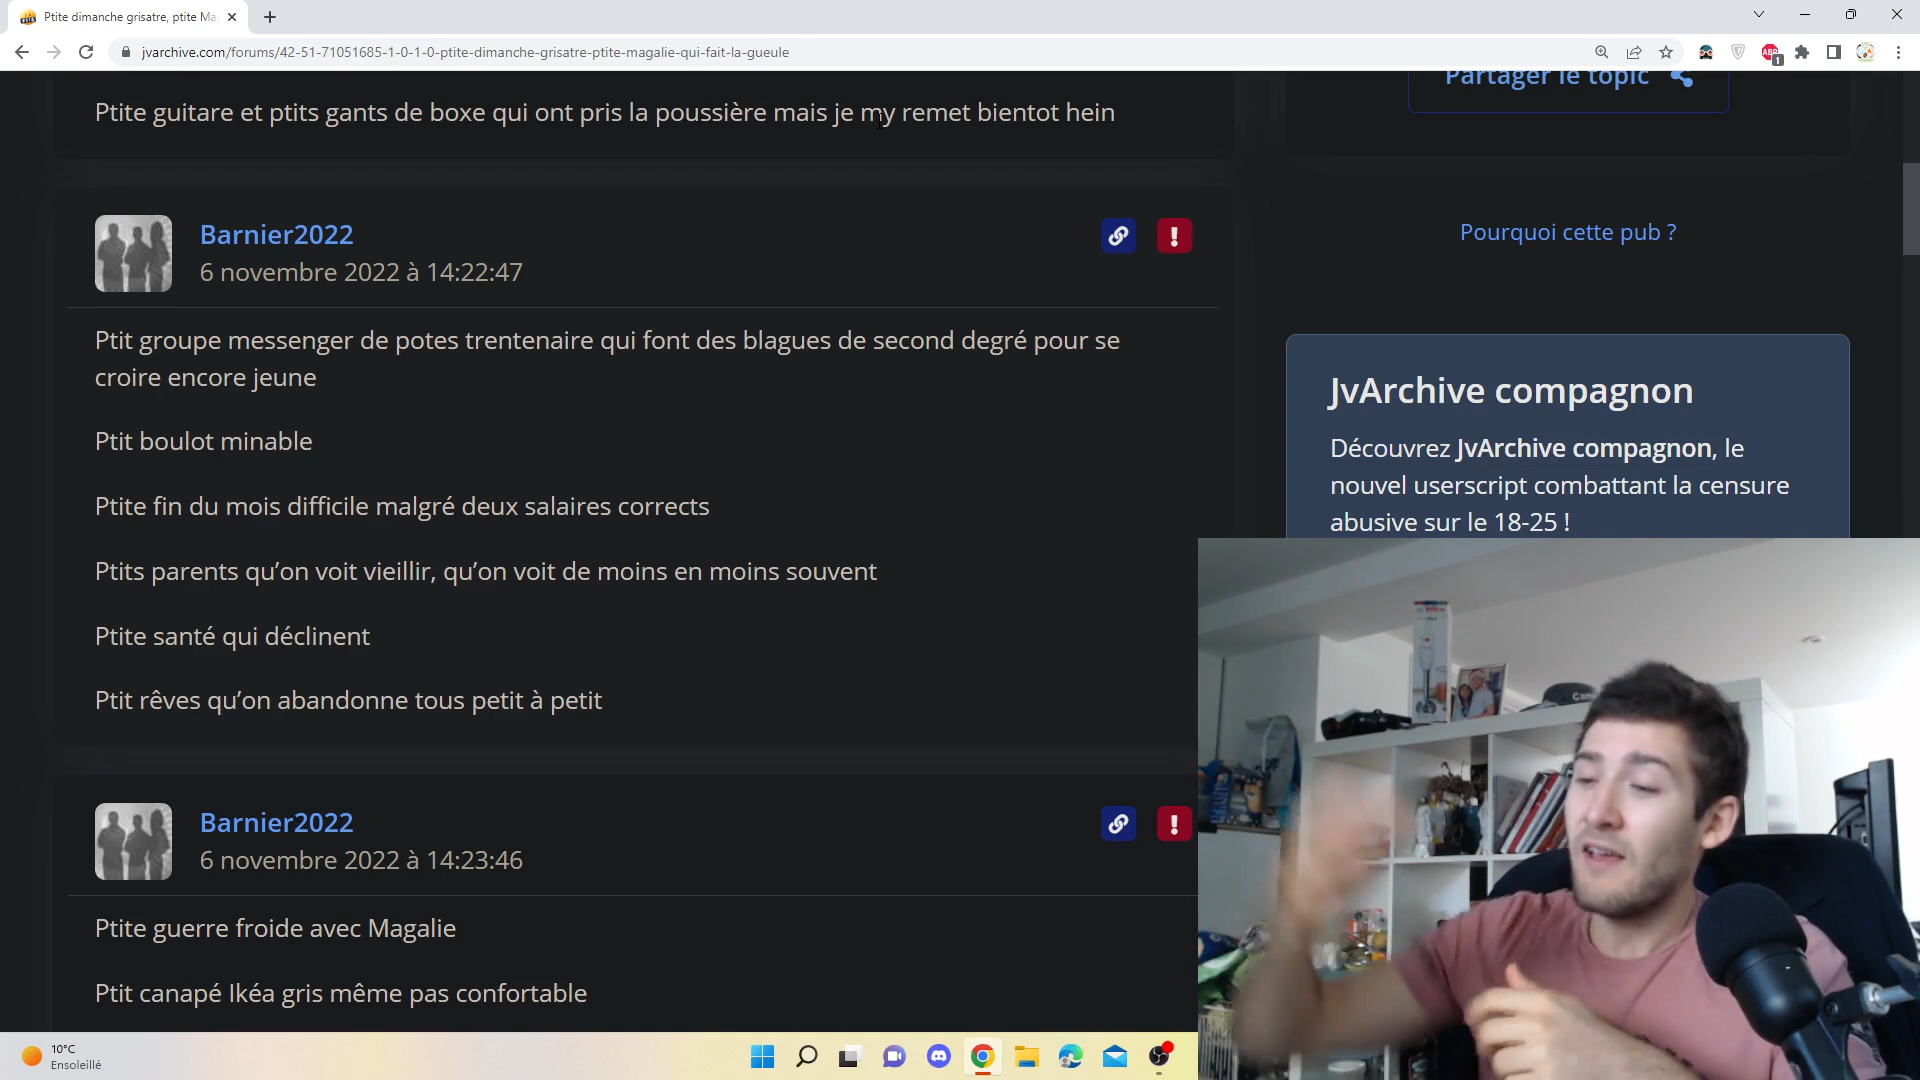 Ptite dimanche grisatre, ptite Ma
jvarchive.com/forums/42-51-71051685-1-0-1-0-ptite-dimanche-grisatre-ptite-magalie-qui-fait-la-gueule
ABP
1
Partager le topic
Ptite guitare et ptits gants de boxe qui ont pris la poussière mais je my remet bientot hein
Barnier2022
6 novembre 2022 à 14:22:47
Pourquoi cette pub ?
Ptit groupe messenger de potes trentenaire qui font des blagues de second degré pour se
croire encore jeune
Ptit boulot minable
Ptite fin du mois difficile malgré deux salaires corrects
Ptits parents qu’on voit vieillir, qu’on voit de moins en moins souvent
Ptite santé qui déclinent
Ptit rêves qu’on abandonne tous petit à petit
JvArchive compagnon
Découvrez JvArchive compagnon, le
nouvel userscript combattant la censure
abusive sur le 18-25 !
Barnier2022
6 novembre 2022 à 14:23:46
Ptite guerre froide avec Magalie
Ptit canapé Ikéa gris même pas confortable
10°C
Ensoleillé